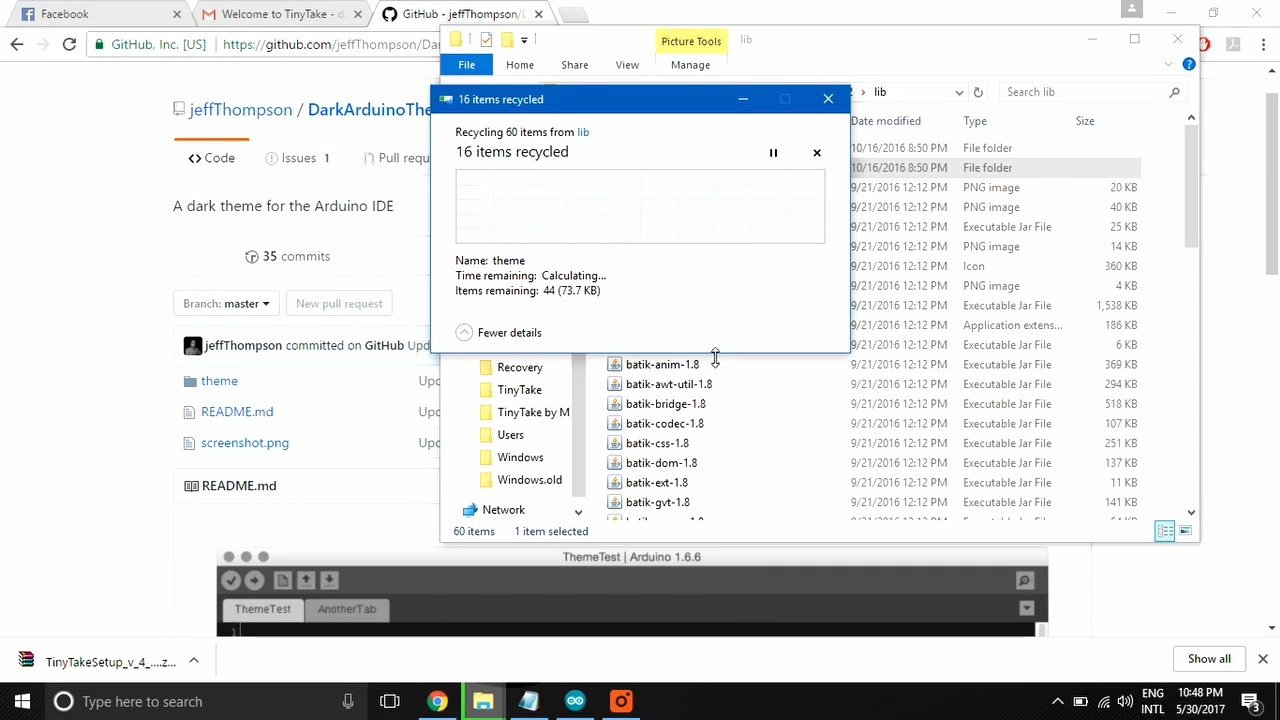 Facebook
Welcome to TinyTake - d
GitHub - jeffThompson/D
GitHub, Inc. [US]
https://github.com/jeffThompson/Dar
Picture Tools
lib
File
Home
Share
View
Manage
lib
Search lib
16 items recycled
Recycling 60 items from lib
16 items recycled
Name: theme
Time remaining: Calculating...
Items remaining: 44 (73.7 KB)
Fewer details
jeffThompson / DarkArduinoThe
Code
Issues 1
Pull requ
A dark theme for the Arduino IDE
35 commits
Branch: master
New pull request
jeffThompson committed on GitHub Upd
theme
Upd
README.md
Upd
screenshot.png
Upd
README.md
Date modified
Type
Size
10/16/2016 8:50 PM File folder
10/16/2016 8:50 PM File folder
9/21/2016 12:12 PM PNG image 20 KB
9/21/2016 12:12 PM PNG image 40 KB
9/21/2016 12:12 PM Executable Jar File 25 KB
9/21/2016 12:12 PM PNG image 14 KB
9/21/2016 12:12 PM Icon 360 KB
9/21/2016 12:12 PM PNG image 4 KB
9/21/2016 12:12 PM Executable Jar File 1,538 KB
9/21/2016 12:12 PM Application extens... 186 KB
9/21/2016 12:12 PM Executable Jar File 6 KB
batik-anim-1.8 9/21/2016 12:12 PM Executable Jar File 369 KB
batik-awt-util-1.8 9/21/2016 12:12 PM Executable Jar File 294 KB
batik-bridge-1.8 9/21/2016 12:12 PM Executable Jar File 518 KB
batik-codec-1.8 9/21/2016 12:12 PM Executable Jar File 107 KB
batik-css-1.8 9/21/2016 12:12 PM Executable Jar File 251 KB
batik-dom-1.8 9/21/2016 12:12 PM Executable Jar File 137 KB
batik-ext-1.8 9/21/2016 12:12 PM Executable Jar File 11 KB
batik-gvt-1.8 9/21/2016 12:12 PM Executable Jar File 141 KB
Recovery
TinyTake
TinyTake by M
Users
Windows
Windows.old
Network
60 items
1 item selected
ThemeTest | Arduino 1.6.6
ThemeTest
AnotherTab
1
TinyTakeSetup_v_4_....z...
Show all
Type here to search
ENG
INTL
10:48 PM
5/30/2017
3